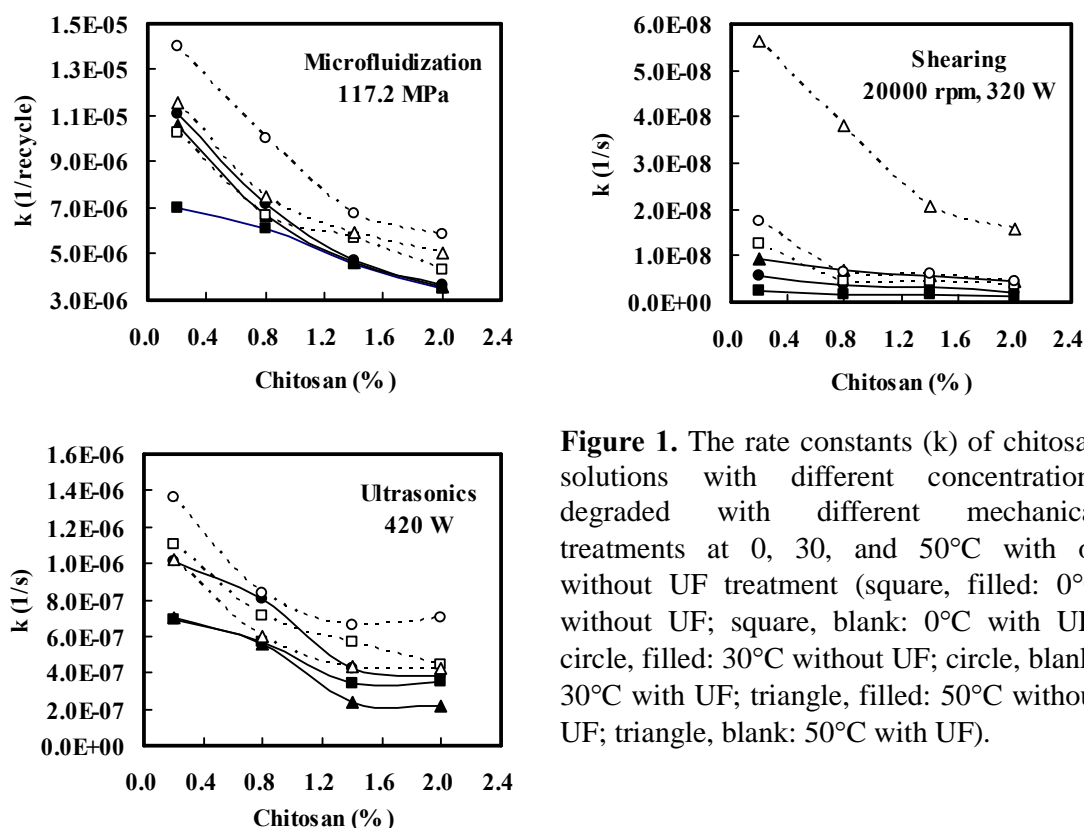 1.5E-05
1.3E-05
1.1E-05
9.0E-06
7.0E-06
5.0E-06
3.0E-06
k (1/recycle)
Microfluidization
117.2 MPa
0.0 0.4 0.8 1.2 1.6 2.0 2.4
Chitosan (%)
6.0E-08
5.0E-08
4.0E-08
3.0E-08
2.0E-08
1.0E-08
0.0E+00
k (1/s)
Shearing
20000 rpm, 320 W
0.0 0.4 0.8 1.2 1.6 2.0 2.4
Chitosan (%)
1.6E-06
1.4E-06
1.2E-06
1.0E-06
8.0E-07
6.0E-07
4.0E-07
2.0E-07
0.0E+00
k (1/s)
Ultrasonics
420 W
0.0 0.4 0.8 1.2 1.6 2.0 2.4
Chitosan (%)
Figure 1. The rate constants (k) of chitosa
solutions with different concentration
degraded with different mechanica
treatments at 0, 30, and 50°C with o
without UF treatment (square, filled: 0°
without UF; square, blank: 0°C with UF
circle, filled: 30°C without UF; circle, blank
30°C with UF; triangle, filled: 50°C withou
UF; triangle, blank: 50°C with UF).